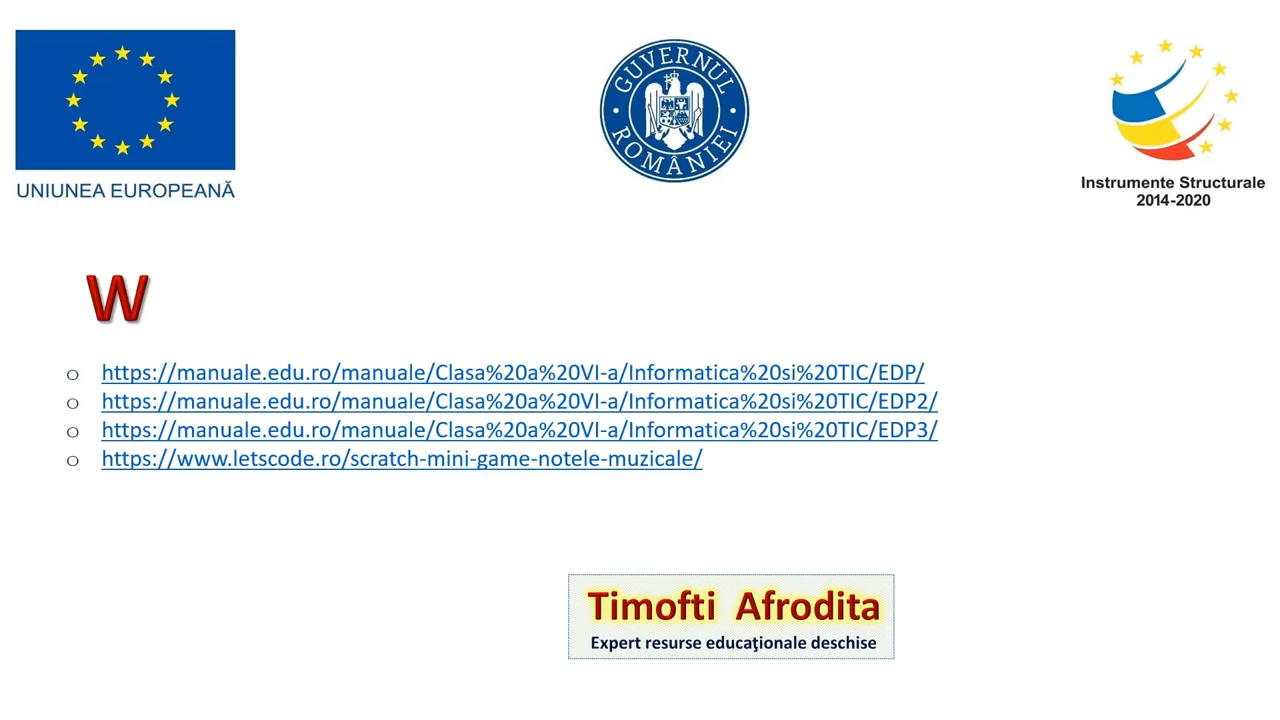 GUVERNUL
ROMÂNIEI
UNIUNEA EUROPEANĂ
Instrumente Structurale
2014-2020
W
https://manuale.edu.ro/manuale/Clasa%20a%20VI-a/Informatica%20si%20TIC/EDP/
https://manuale.edu.ro/manuale/Clasa%20a%20VI-a/Informatica%20si%20TIC/EDP2/
https://manuale.edu.ro/manuale/Clasa%20a%20VI-a/Informatica%20si%20TIC/EDP3/
https://www.letscode.ro/scratch-mini-game-notele-muzicale/
Timofti Afrodita
Expert resurse educaţionale deschise